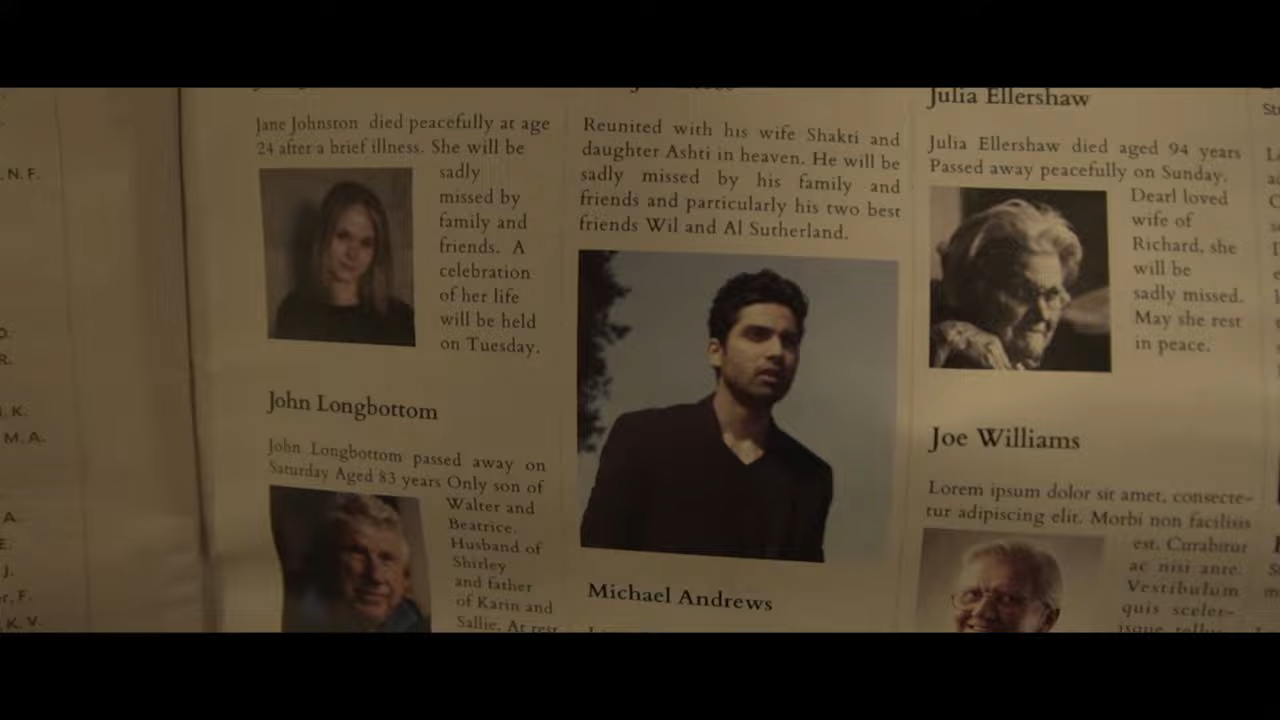 N. F.
K.
M. A.
A.
E.
J.
F.
K. V.
Jane Johnston died peacefully at age
24 after a brief illness. She will be
sadly
missed by
family and
friends. A
celebration
of her life
will be held
on Tuesday.
John Longbottom
John Longbottom passed away on
Saturday Aged 83 years Only son of
Walter and
Beatrice.
Husband of
Shirley
and father
of Karin and
Sallie. At rest
Reunited with his wife Shakti and
daughter Ashti in heaven. He will be
sadly missed by his family and
friends and particularly his two best
friends Wil and Al Sutherland.
Michael Andrews
Julia Ellershaw
Julia Ellershaw died aged 94 years
Passed away peacefully on Sunday.
Dearl loved
wife of
Richard, she
will be
sadly missed.
May she rest
in peace.
Joe Williams
Lorem ipsum dolor sit amet, consecte-
tur adipiscing elit. Morbi non facilisis
est. Curabitur
ac nisi ante.
Vestibulum
quis sceler-
isque tellus